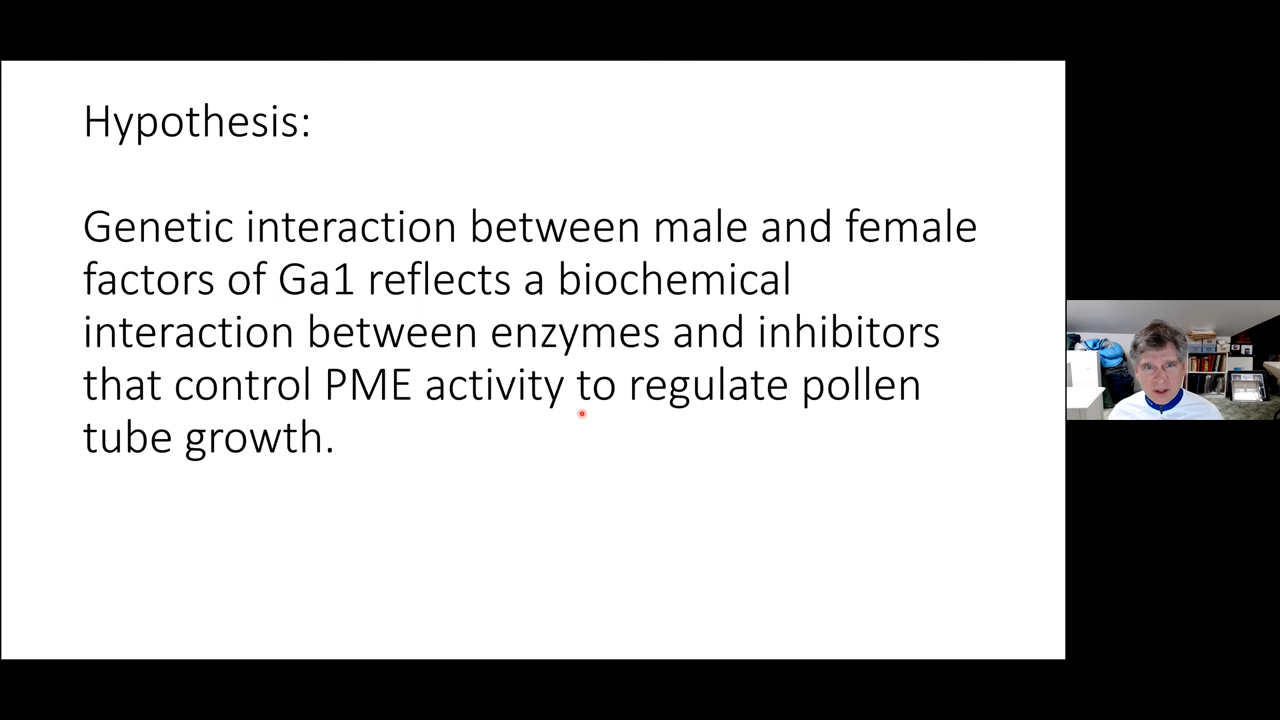 Hypothesis:
Genetic interaction between male and female
factors of Ga1 reflects a biochemical
interaction between enzymes and inhibitors
that control PME activity to regulate pollen
tube growth.